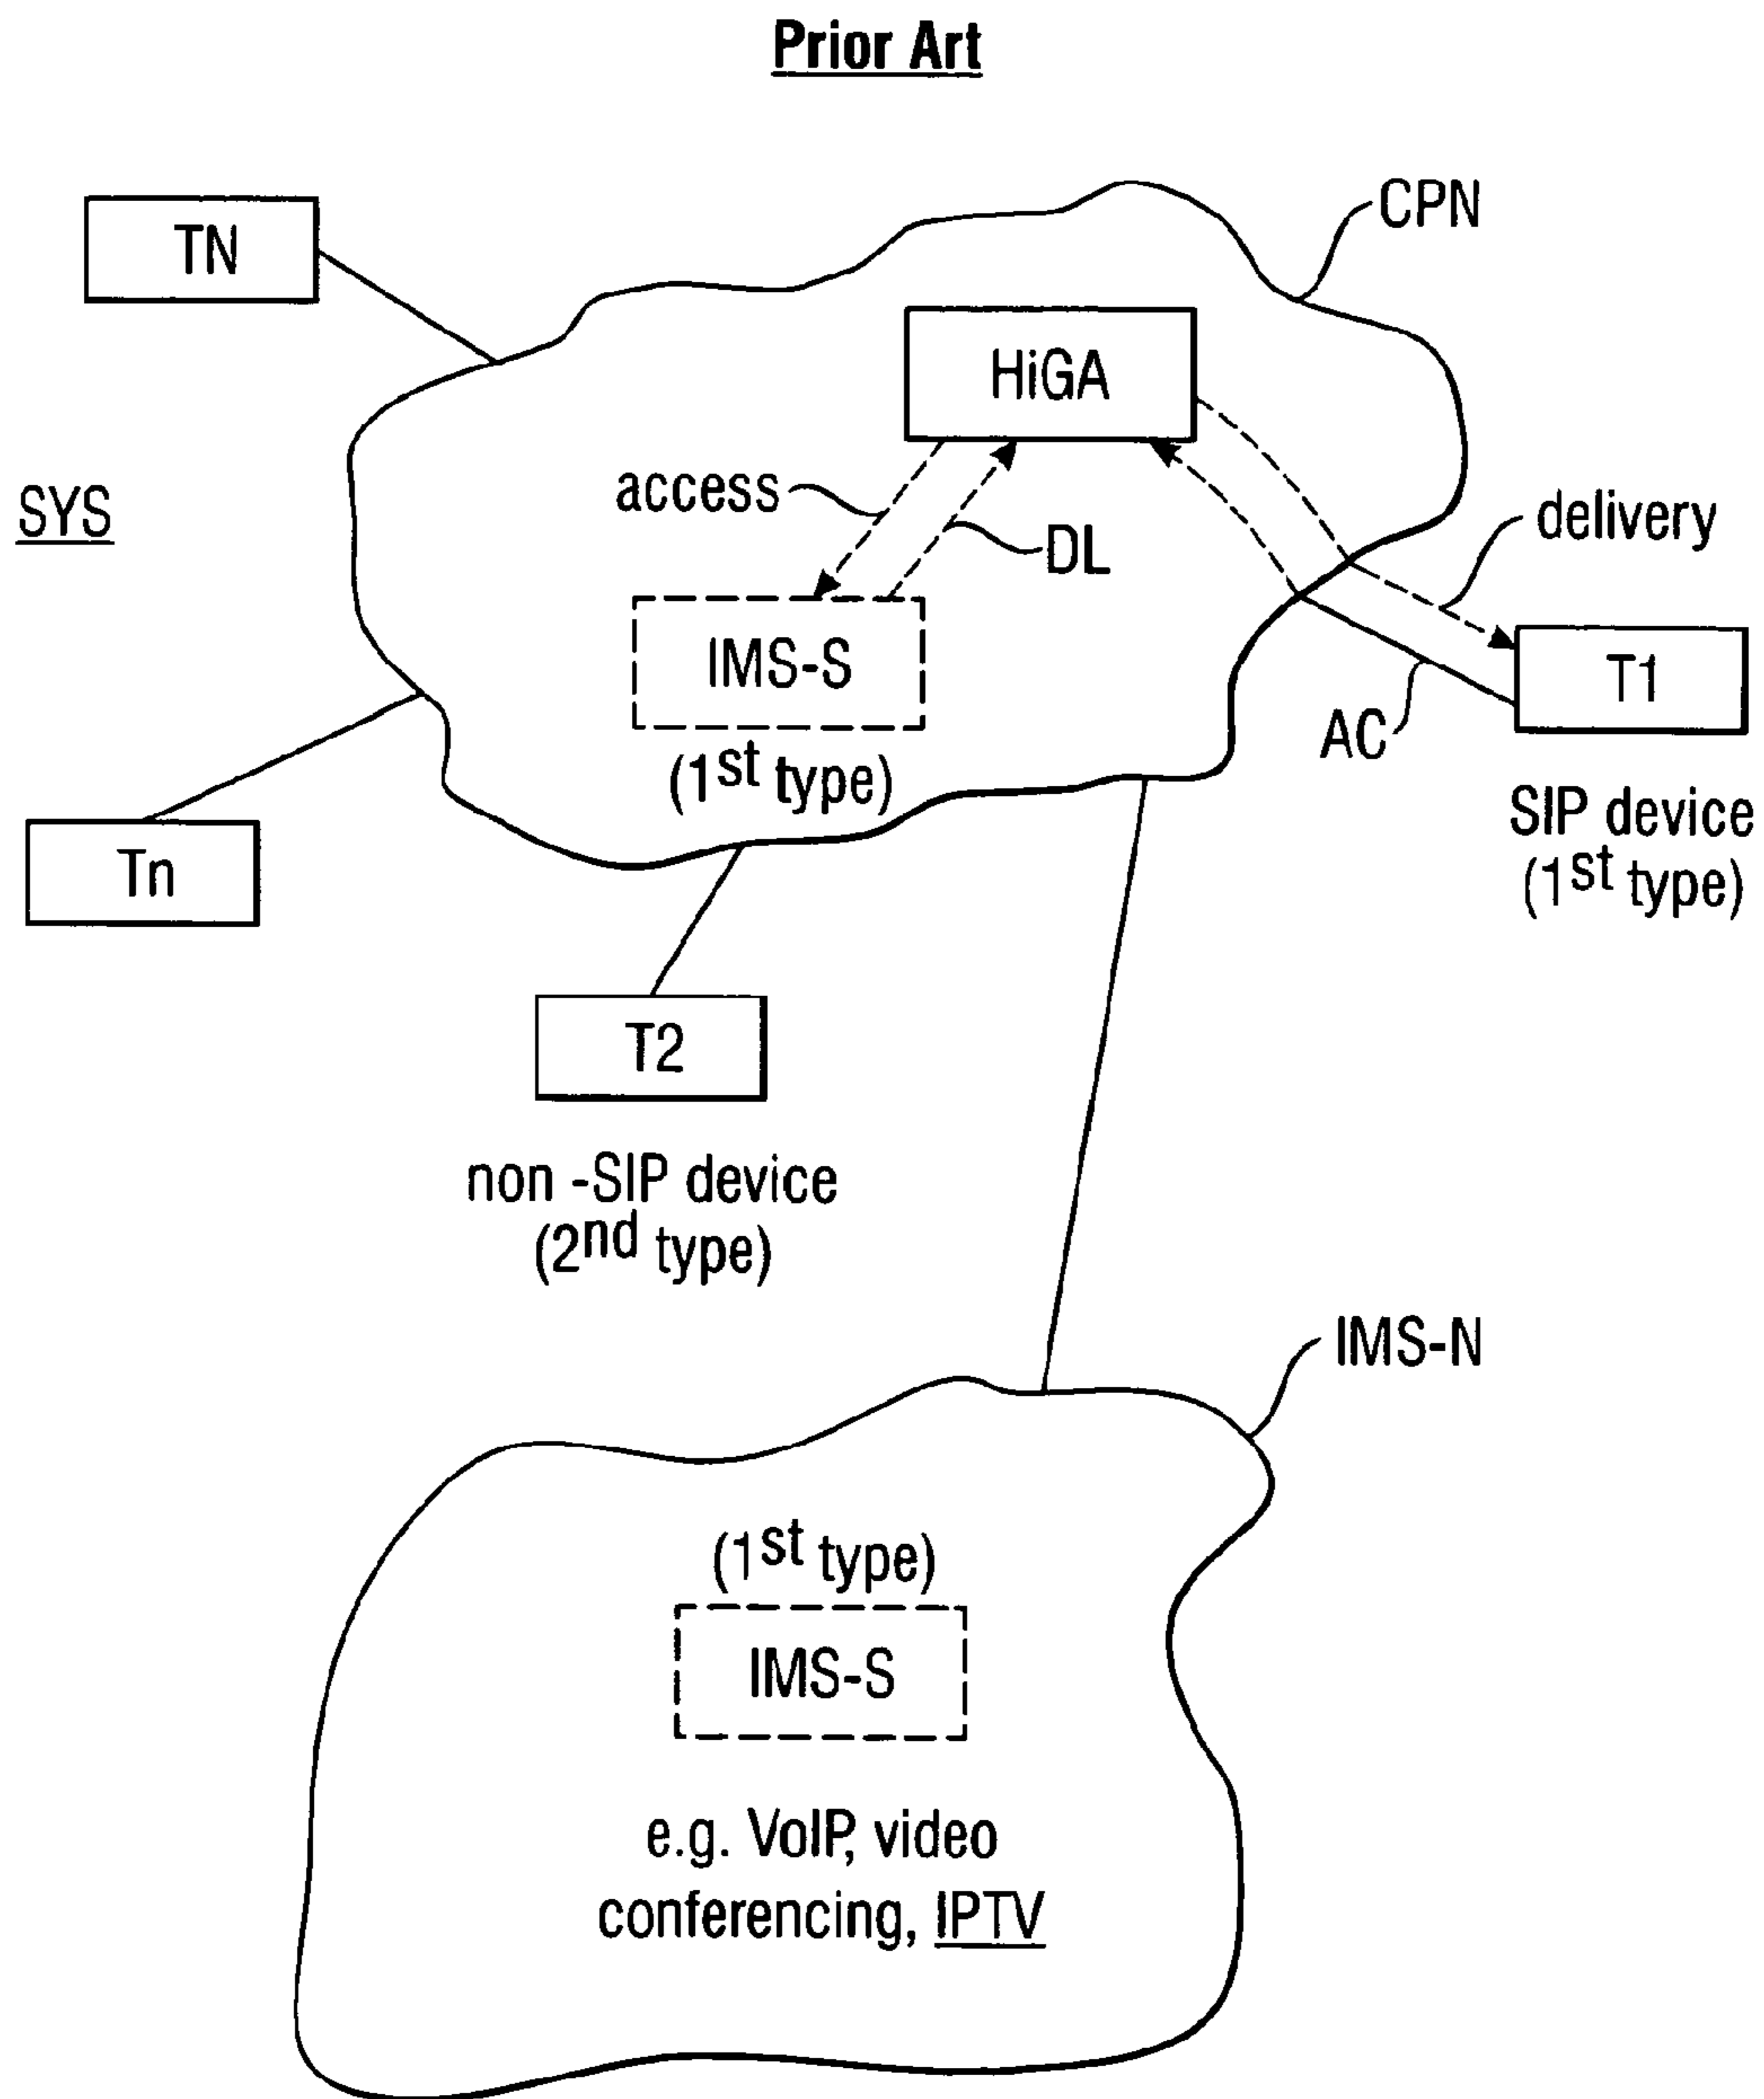 Prior Art
CPN
TN
HiGA
access
SYS
delivery
DL
IMS-S
T1
AC
(1st type)
SIP device
(1st type)
Tn
T2
non -SIP device
(2nd type)
IMS-N
(1st type)
IMS-S
e.g. VoIP, video
conferencing, IPTV